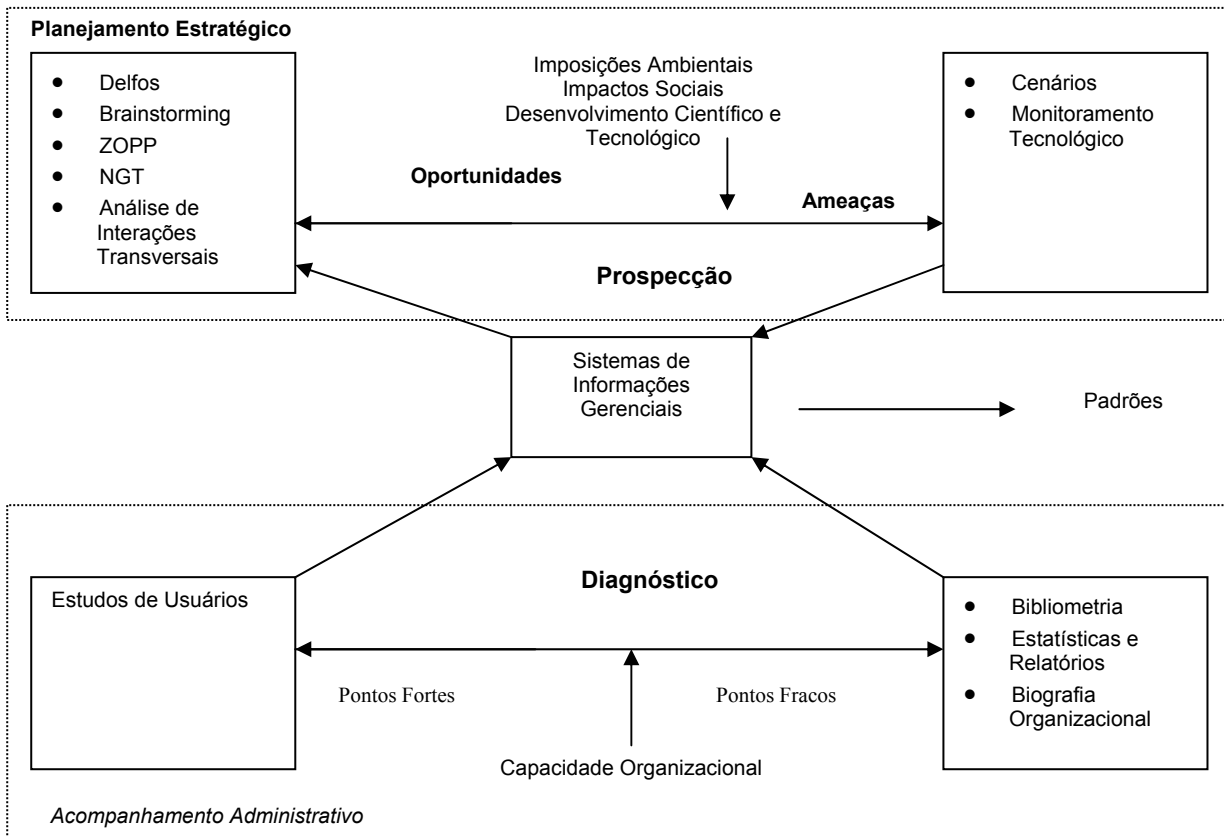 Planejamento Estratégico
● Delfos
● Brainstorming
● ZOPP
● NGT
● Análise de
Interações
Transversais
Imposições Ambientais
Impactos Sociais
Desenvolvimento Científico e
Tecnológico
Oportunidades
Ameaças
Prospecção
● Cenários
● Monitoramento
Tecnológico
Sistemas de
Informações
Gerenciais
Padrões
Diagnóstico
Estudos de Usuários
Pontos Fortes
Pontos Fracos
Capacidade Organizacional
● Bibliometria
● Estatísticas e
Relatórios
● Biografia
Organizacional
Acompanhamento Administrativo